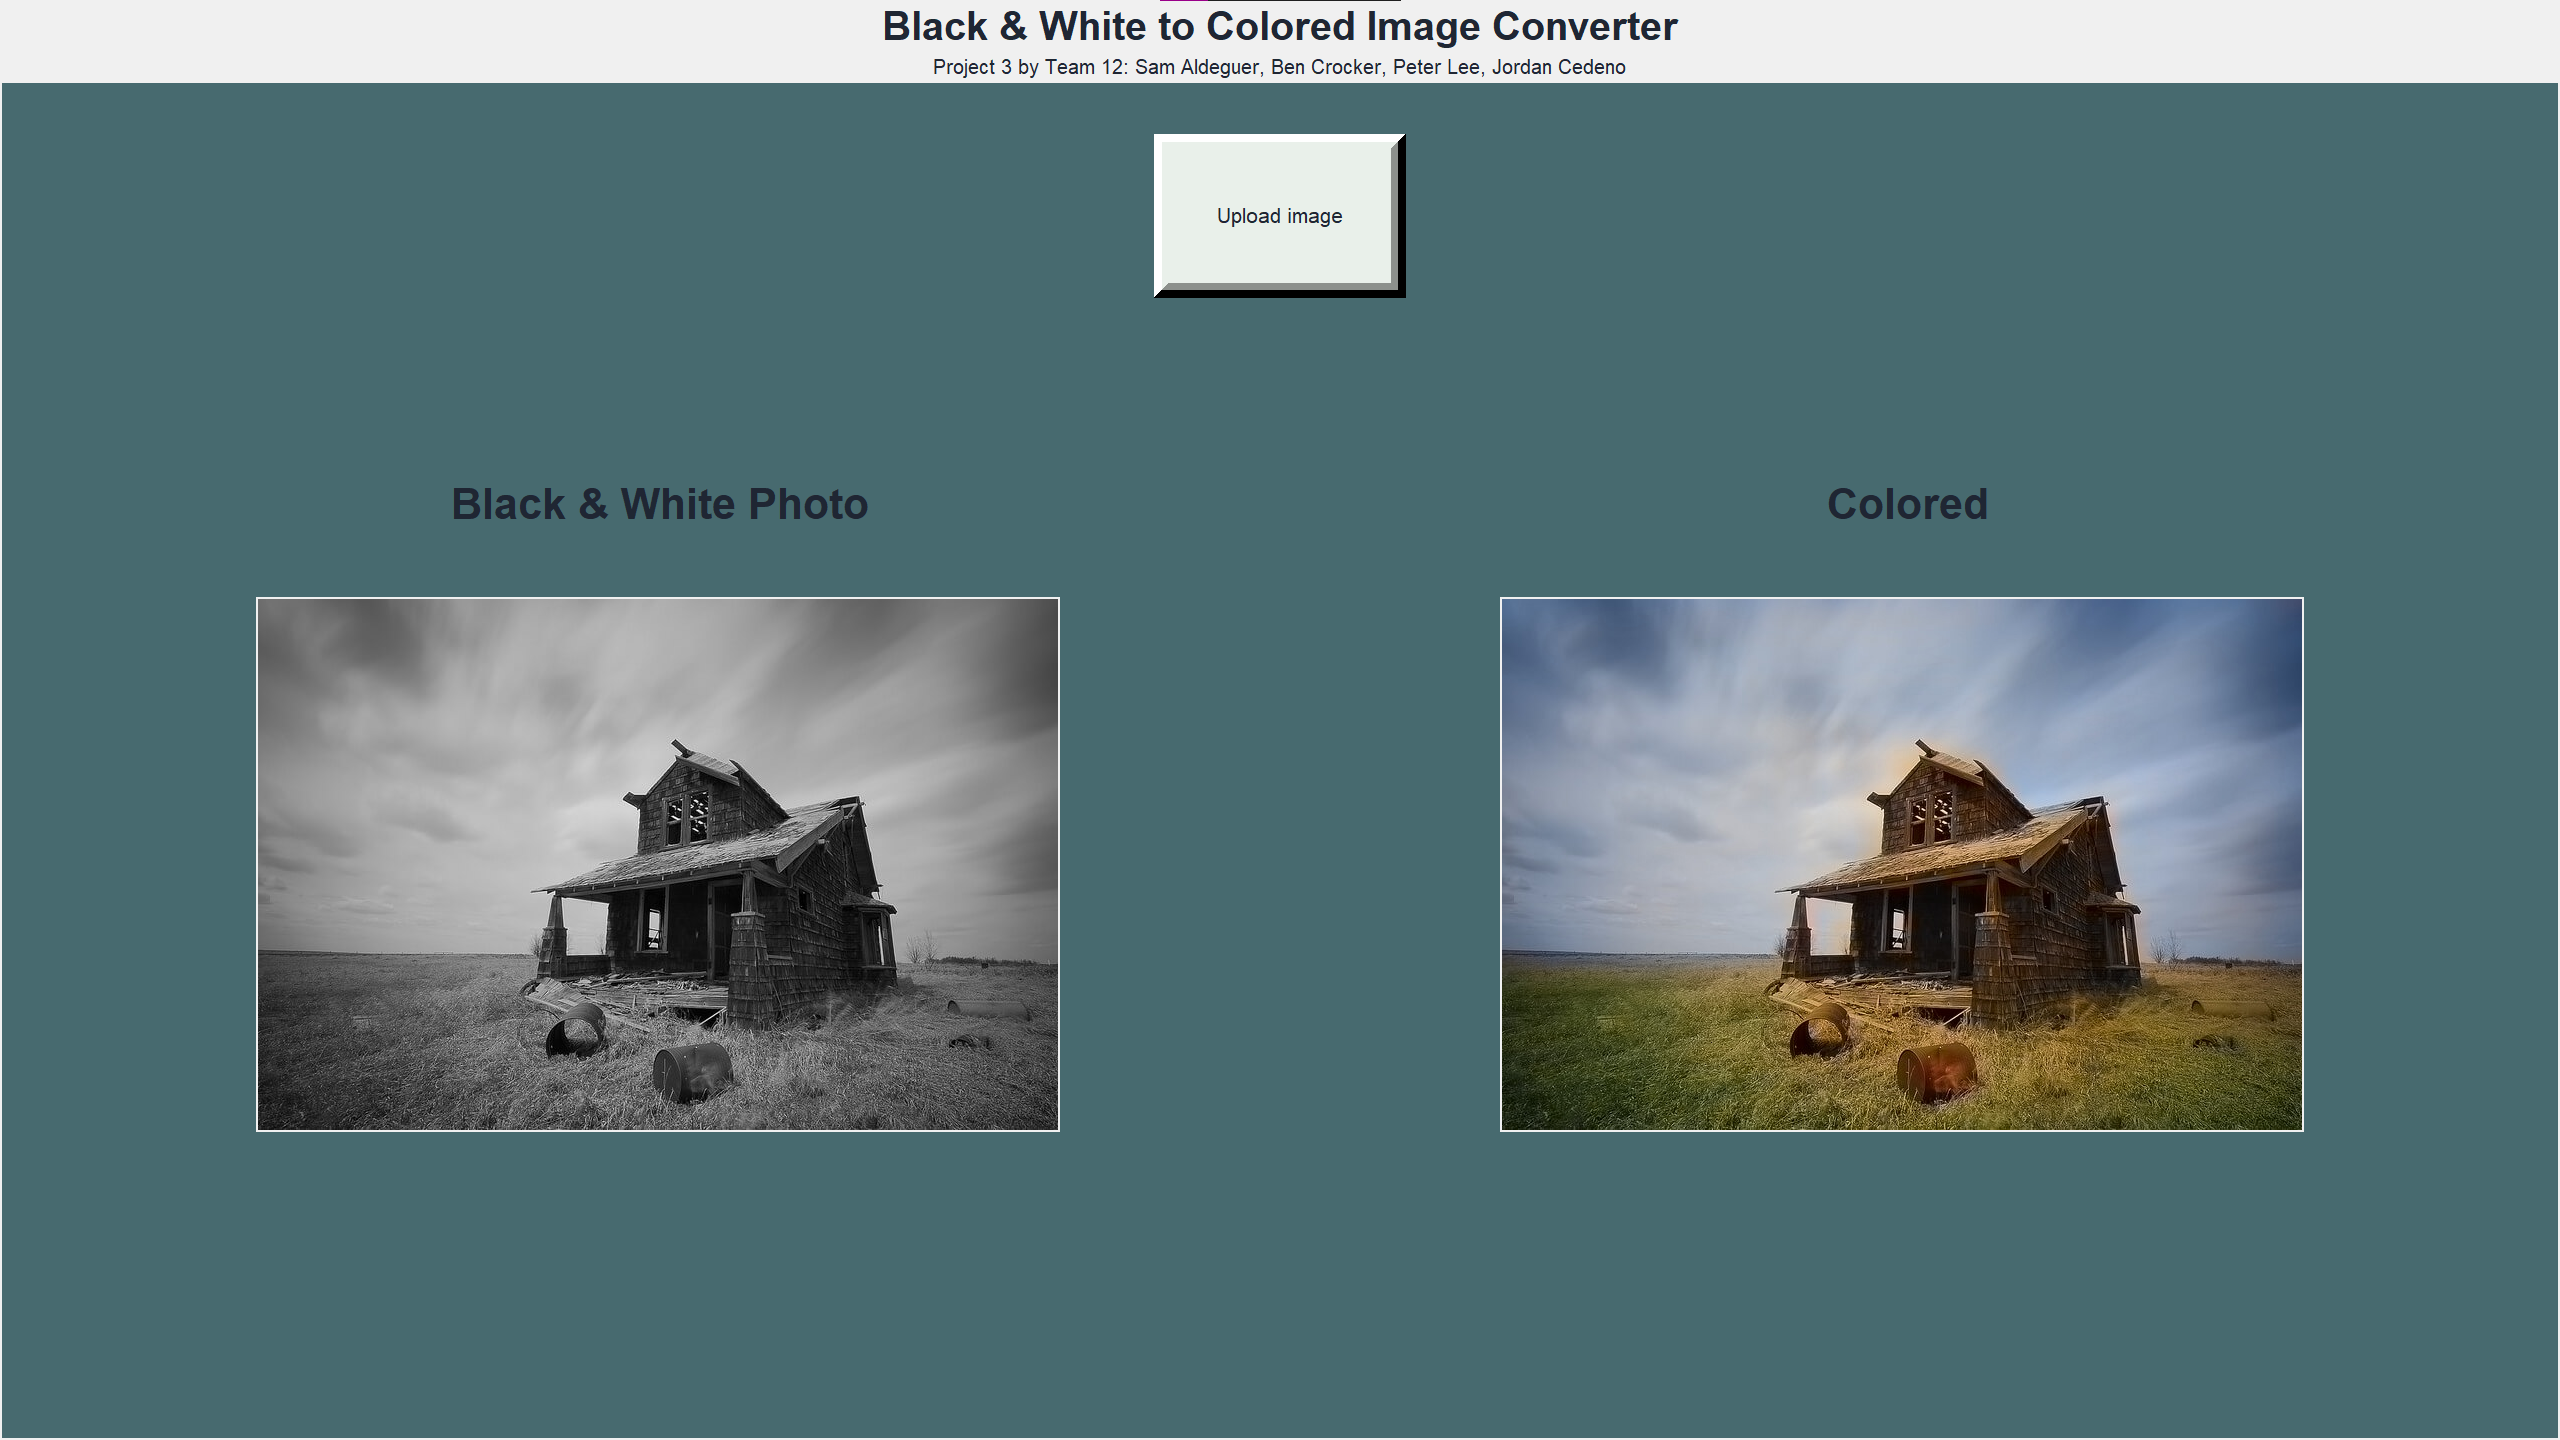 Black & White to Colored Image Converter
Project 3 by Team 12: Sam Aldeguer, Ben Crocker, Peter Lee, Jordan Cedeno
Upload image
Black & White Photo
Colored